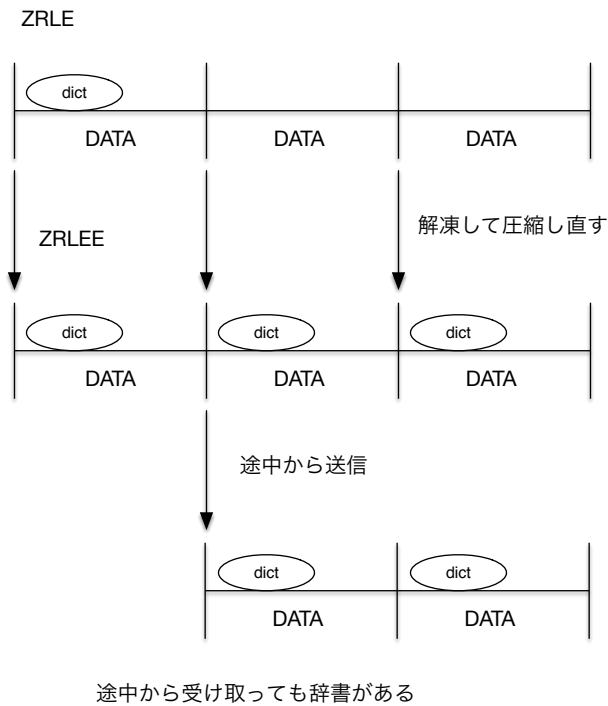 ZRLE
dict
DATA DATA DATA
ZRLEE
解凍して圧縮し直す
dict dict dict
DATA DATA DATA
途中から送信
dict dict
DATA DATA
途中から受け取っても辞書がある